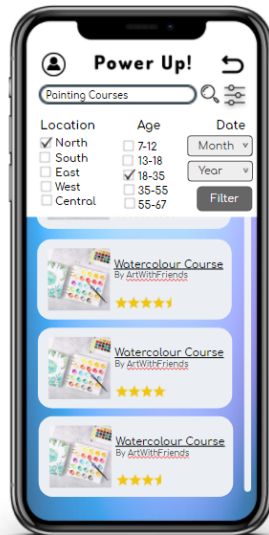 Power Up!
Painting Courses
Location Age Date
North 7-12 Month
South 13-18
East 18-35 Year
West 35-55
Central 55-67 Filter
Watercolour Course
By ArtWithFriends
Watercolour Course
By ArtWithFriends
Watercolour Course
By ArtWithFriends